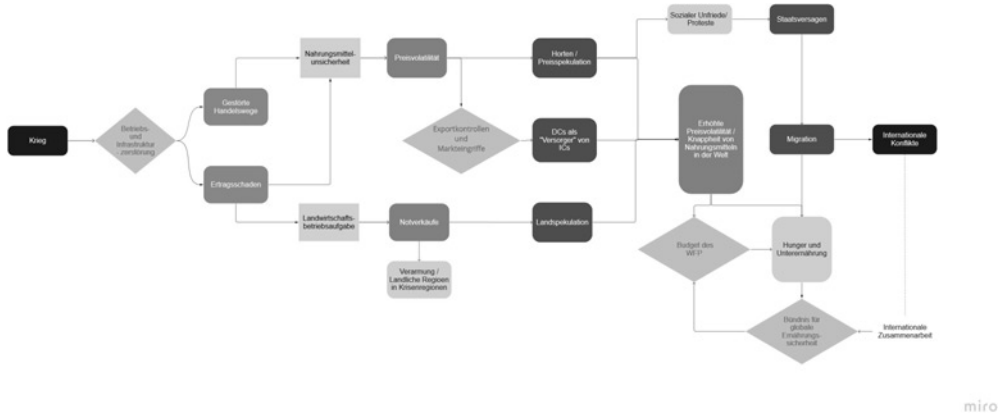 Krieg
Betriebs-
und
Infrastruktur
- zerstörung
Gestörte
Handelswege
Ertragsschäden
Nahrungsmittel-
unsicherheit
Landwirtschafts-
betriebsaufgabe
Preisvolatilität
Exportkontrollen
und
Markteingriffe
Notverkäufe
Verarmung /
Ländliche Regioen
in Krisenregionen
Horten /
Preisspekulation
DCs als
"Versorger" von
ICs
Landspekulation
Sozialer Unfriede/
Proteste
Erhöhte
Preisvolatilität /
Knappheit von
Nahrungsmitteln
in der Welt
Budget des
WFP
Staatsversagen
Migration
Hunger und
Unterernährung
Bündnis für
globale
Ernährungs-
sicherheit
Internationale
Konflikte
Internationale
Zusammenarbeit
miro